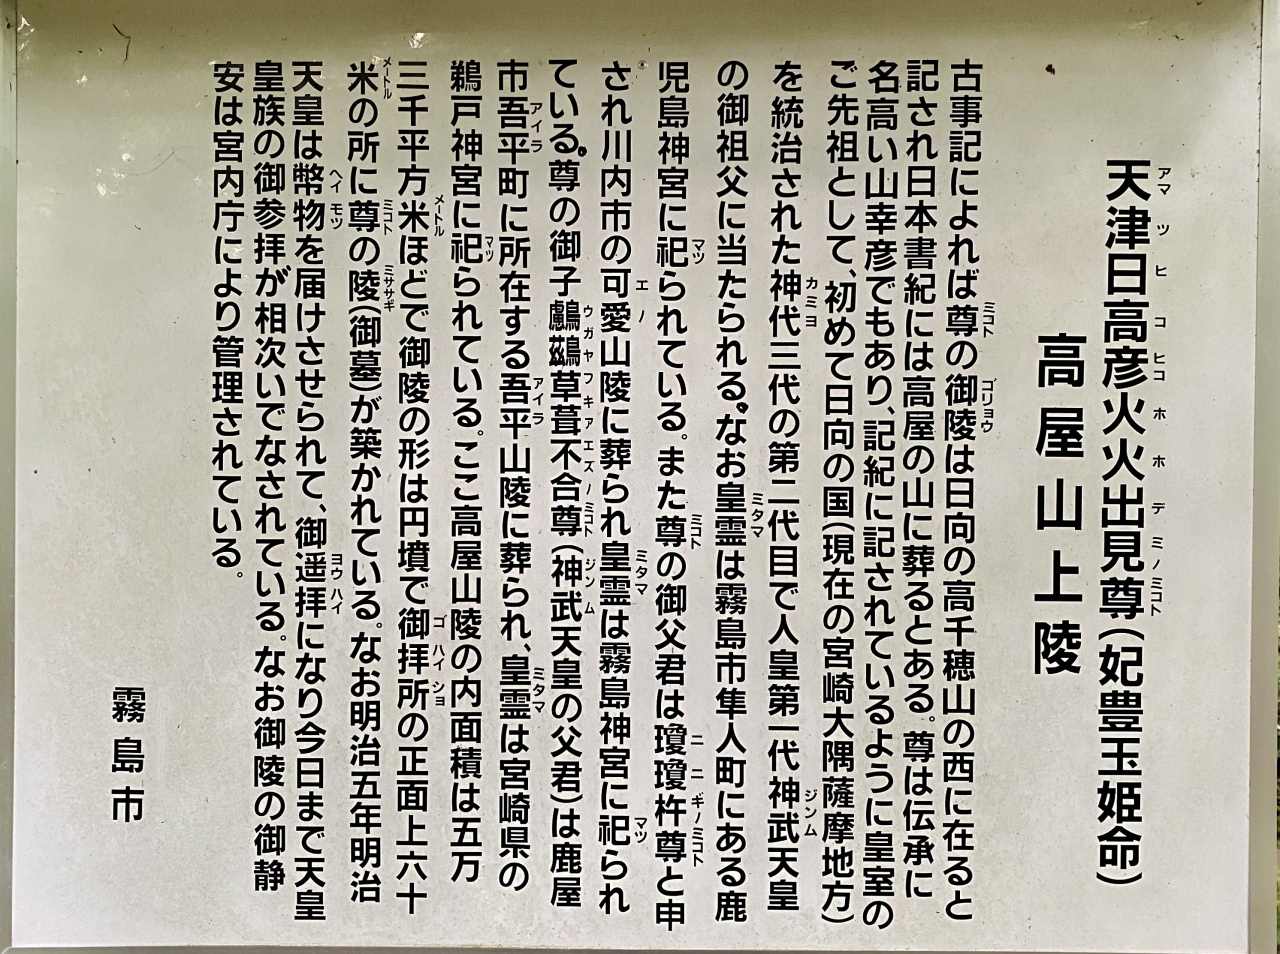 天津日高彦火火出見尊（妃豊玉姫命）
高屋山上陵
古事記によれば尊の御陵は日向の高千穂山の西に在ると
記され日本書紀には高屋の山に葬るとある。尊は伝承に
名高い山幸彦でもあり、記紀に記されているように皇室の
ご先祖として、初めて日向の国（現在の宮崎大隅薩摩地方）
を統治された神代三代の第二代目で人皇第一代神武天皇
の御祖父に当たられる。なお皇霊は霧島市隼人町にある鹿
児島神宮に祀られている。また尊の御父君は瓊瓊杵尊と申
され川内市の可愛山陵に葬られ皇霊は霧島神宮に祀られ
ている。尊の御子鸕鶿草葺不合尊（神武天皇の父君）は鹿屋
市吾平町に所在する吾平山陵に葬られ、皇霊は宮崎県の
鵜戸神宮に祀られている。ここ高屋山陵の内面積は五万
三千平方米ほどで御陵の形は円墳で御拝所の正面上六十
米の所に尊の陵（御墓）が築かれている。なお明治五年明治
天皇は幣物を届けさせられて、御遥拝になり今日まで天皇
皇族の御参拝が相次いでなされている。なお御陵の御静
安は宮内庁により管理されている。
霧島市